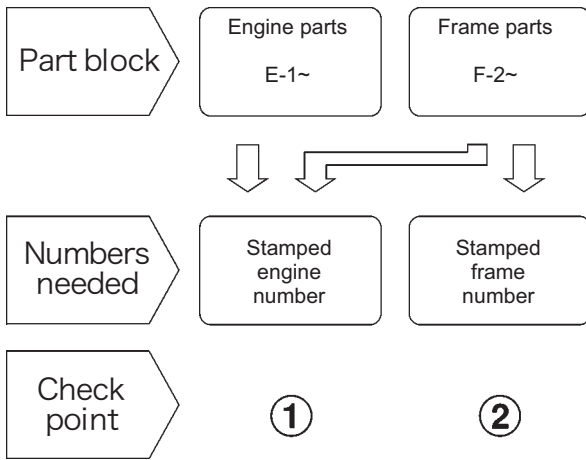 Part block
Engine parts
E-1~
Frame parts
F-2~
Numbers
needed
Stamped
engine
number
Stamped
frame
number
Check
point
①
②